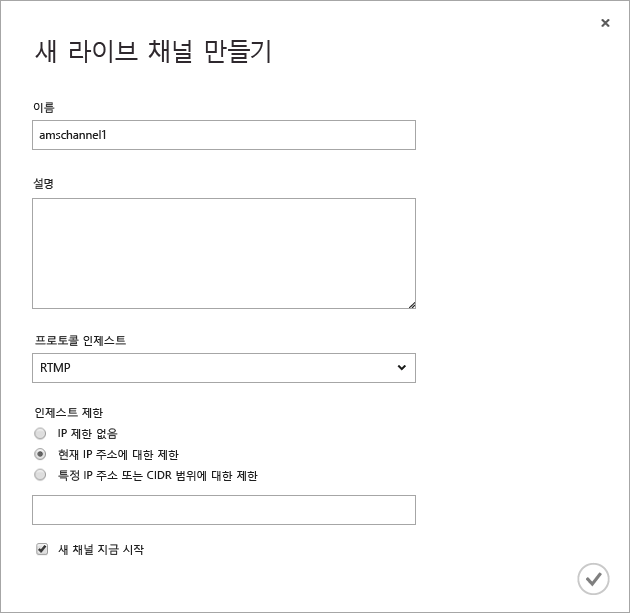 새 라이브 채널 만들기
이름
amschannel1
설명
프로토콜 인제스트
RTMP
인제스트 제한
IP 제한 없음
현재 IP 주소에 대한 제한
특정 IP 주소 또는 CIDR 범위에 대한 제한
새 채널 지금 시작